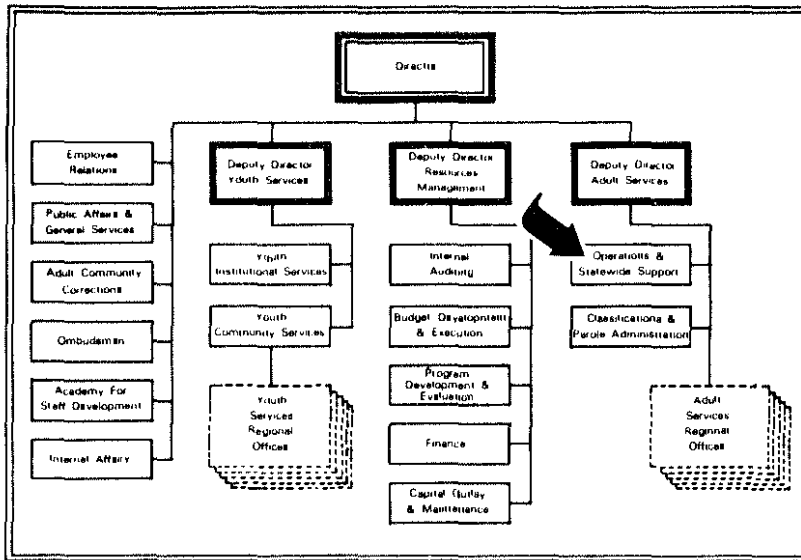 Director
Employee
Relations
Public Affairs &
General Services
Adult Community
Corrections
Ombudsman
Academy For
Staff Development
Internal Affairs
Deputy Director
Youth Services
Youth
Institutional Services
Youth
Community Services
Youth
Services
Regional
Offices
Deputy Director
Resources
Management
Internal
Auditing
Budget Development
& Execution
Program
Development &
Evaluation
Finance
Capital Outlay
& Maintenance
Deputy Director
Adult Services
Operations &
Statewide Support
Classifications &
Parole Administration
Adult
Services
Regional
Offices